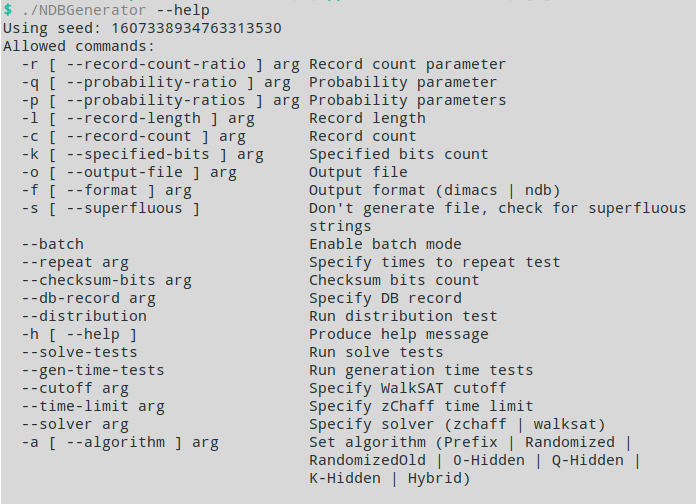 $ ./NDBGenerator --help
Using seed: 1607338934763313530
Allowed commands:
  -r [ --record-count-ratio ] arg Record count parameter
  -q [ --probability-ratio ] arg  Probability parameter
  -p [ --probability-ratios ] arg Probability parameters
  -l [ --record-length ] arg      Record length
  -c [ --record-count ] arg       Record count
  -k [ --specified-bits ] arg     Specified bits count
  -o [ --output-file ] arg        Output file
  -f [ --format ] arg             Output format (dimacs | ndb)
  -s [ --superfluous ]            Don't generate file, check for superfluous
                                  strings
  --batch                         Enable batch mode
  --repeat arg                    Specify times to repeat test
  --checksum-bits arg             Checksum bits count
  --db-record arg                 Specify DB record
  --distribution                  Run distribution test
  -h [ --help ]                   Produce help message
  --solve-tests                   Run solve tests
  --gen-time-tests                Run generation time tests
  --cutoff arg                    Specify WalkSAT cutoff
  --time-limit arg                Specify zChaff time limit
  --solver arg                    Specify solver (zchaff | walksat)
  -a [ --algorithm ] arg          Set algorithm (Prefix | Randomized |
                                  RandomizedOld | 0-Hidden | Q-Hidden |
                                  K-Hidden | Hybrid)